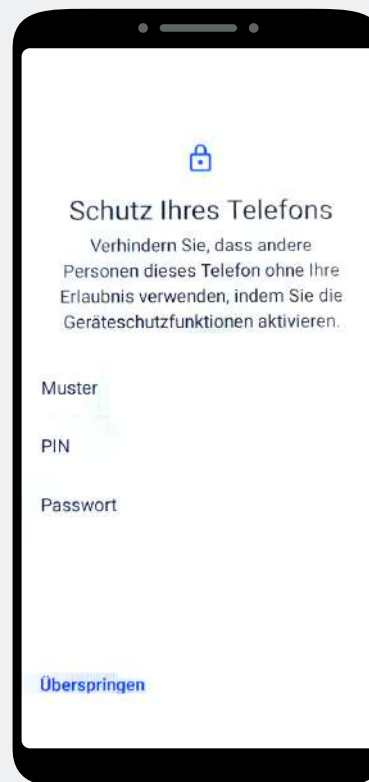 Schutz Ihres Telefons
Verhindern Sie, dass andere
Personen dieses Telefon ohne Ihre
Erlaubnis verwenden, indem Sie die
Geräteschutzfunktionen aktivieren.
Muster
PIN
Passwort
Überspringen